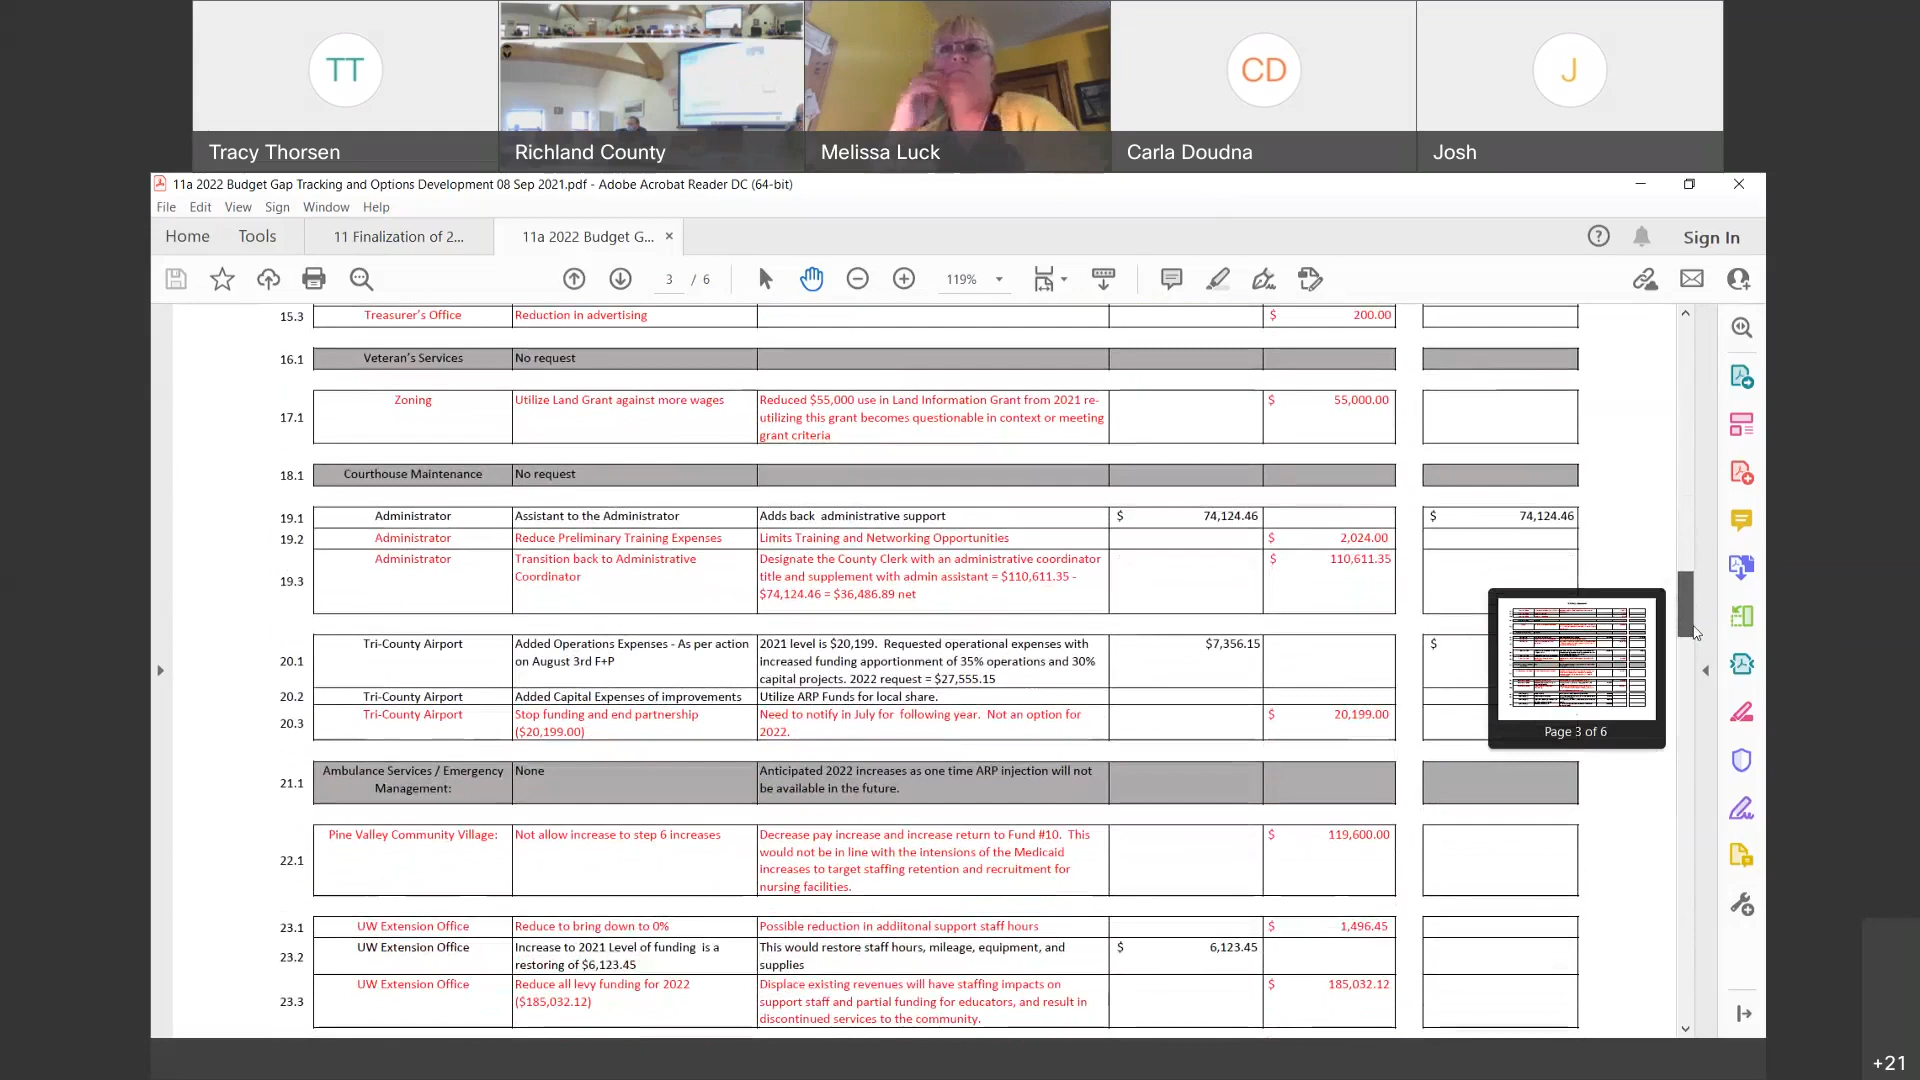 TT
CD
J
Tracy Thorsen
Richland County
Melissa Luck
Carla Doudna
Josh
11a 2022 Budget Gap Tracking and Options Development 08 Sep 2021.pdf - Adobe Acrobat Reader DC (64-bit)
File Edit View Sign Window Help
Home Tools 11 Finalization of 2... 11a 2022 Budget G... × Sign In
3 / 6 119%
15.3 Treasurer's Office Reduction in advertising $ 200.00
16.1 Veteran's Services No request
17.1 Zoning Utilize Land Grant against more wages Reduced $55,000 use in Land Information Grant from 2021 re-
utilizing this grant becomes questionable in context or meeting
grant criteria
$ 55,000.00
18.1 Courthouse Maintenance No request
19.1 Administrator Assistant to the Administrator Adds back administrative support $ 74,124.46 $ 74,124.46
19.2 Administrator Reduce Preliminary Training Expenses Limits Training and Networking Opportunities $ 2,024.00
19.3 Administrator Transition back to Administrative
Coordinator
Designate the County Clerk with an administrative coordinator
title and supplement with admin assistant = $110,611.35 -
$74,124.46 = $36,486.89 net
$ 110,611.35
20.1 Tri-County Airport Added Operations Expenses - As per action
on August 3rd F+P
2021 level is $20,199. Requested operational expenses with
increased funding apportionment of 35% operations and 30%
capital projects. 2022 request = $27,555.15
$7,356.15 $
20.2 Tri-County Airport Added Capital Expenses of improvements Utilize ARP Funds for local share.
20.3 Tri-County Airport Stop funding and end partnership
($20,199.00)
Need to notify in July for following year. Not an option for
2022.
$ 20,199.00
Page 3 of 6
21.1 Ambulance Services / Emergency
Management:
None
Anticipated 2022 increases as one time ARP injection will not
be available in the future.
22.1 Pine Valley Community Village: Not allow increase to step 6 increases Decrease pay increase and increase return to Fund #10. This
would not be in line with the intensions of the Medicaid
increases to target staffing retention and recruitment for
nursing facilities.
$ 119,600.00
23.1 UW Extension Office Reduce to bring down to 0% Possible reduction in addiitonal support staff hours $ 1,496.45
23.2 UW Extension Office Increase to 2021 Level of funding is a
restoring of $6,123.45
This would restore staff hours, mileage, equipment, and
supplies
$ 6,123.45
23.3 UW Extension Office Reduce all levy funding for 2022
($185,032.12)
Displace existing revenues will have staffing impacts on
support staff and partial funding for educators, and result in
discontinued services to the community.
$ 185,032.12
+21